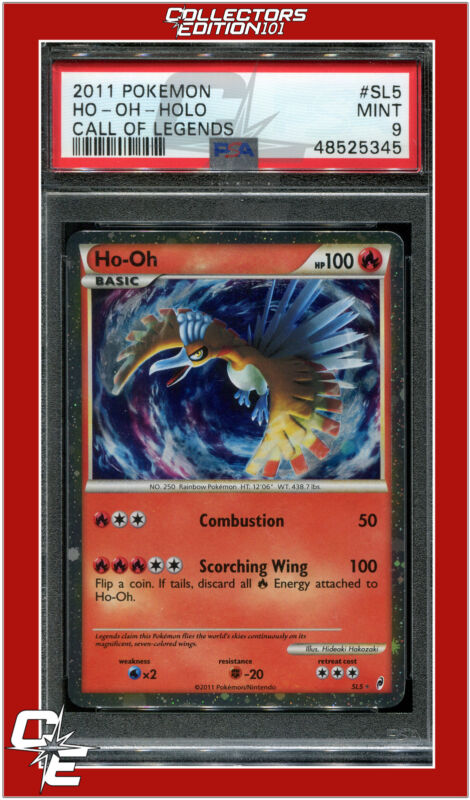 COLLECTORS
EDITION101
2011 POKEMON #SL5
HO-OH-HOLO MINT
CALL OF LEGENDS 9
PSA 48525345
Ho-Oh HP100
BASIC
NO. 250 Rainbow Pokémon HT: 12'06" WT: 438.7 lbs.
Combustion 50
Scorching Wing 100
Flip a coin. If tails, discard all Energy attached to
Ho-Oh.
Legends claim this Pokémon flies the world's skies continuously on its
magnificent, seven-colored wings.
Illus. Hideaki Hakozaki
weakness resistance retreat cost
×2 -20
©2011 Pokémon/Nintendo SL5
CE
PSA